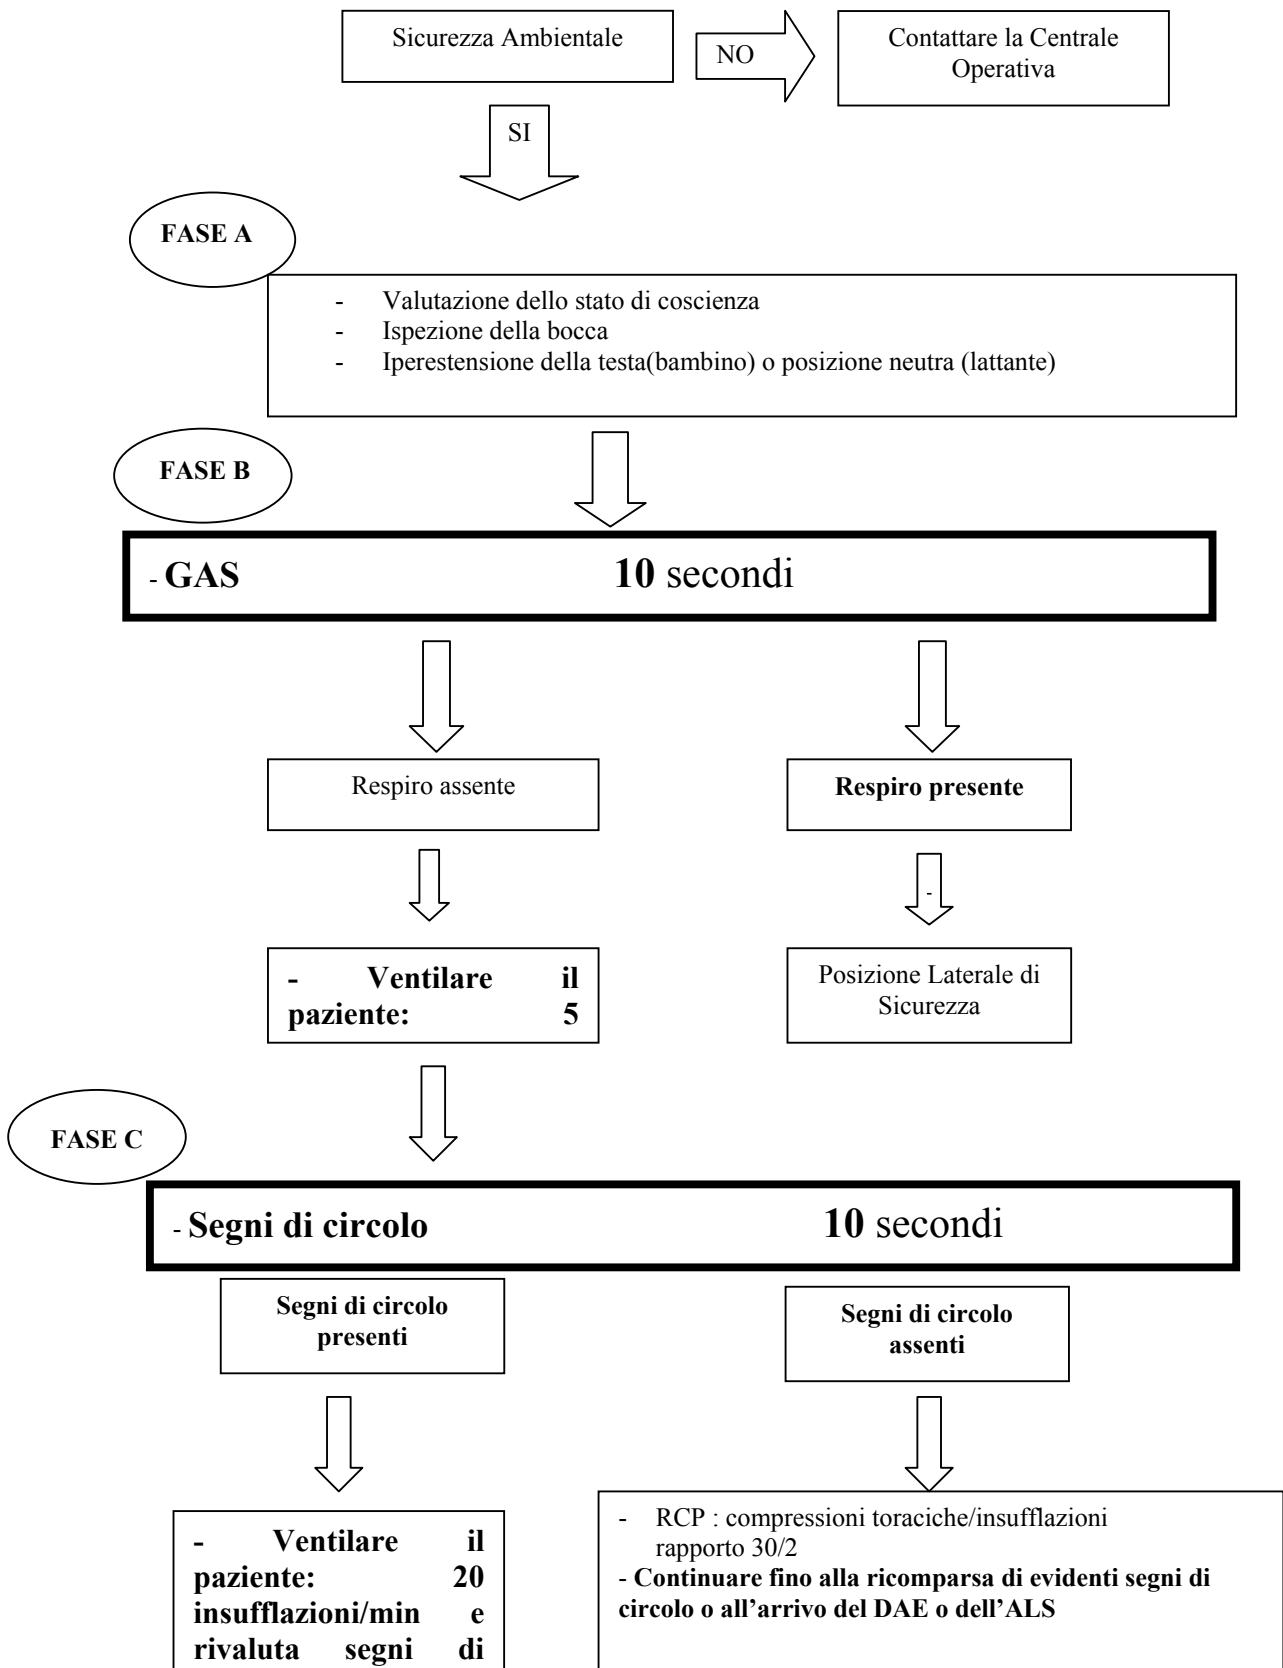 Sicurezza Ambientale
NO
Contattare la Centrale
Operativa
SI
FASE A
- Valutazione dello stato di coscienza
- Ispezione della bocca
- Iperestensione della testa(bambino) o posizione neutra (lattante)
FASE B
- GAS 10 secondi
Respiro assente
Respiro presente
-
- Ventilare il
paziente: 5
Posizione Laterale di
Sicurezza
FASE C
- Segni di circolo 10 secondi
Segni di circolo
presenti
Segni di circolo
assenti
- Ventilare il
paziente: 20
insufflazioni/min e
rivaluta segni di
- RCP : compressioni toraciche/insufflazioni
rapporto 30/2
- Continuare fino alla ricomparsa di evidenti segni di
circolo o all'arrivo del DAE o dell'ALS